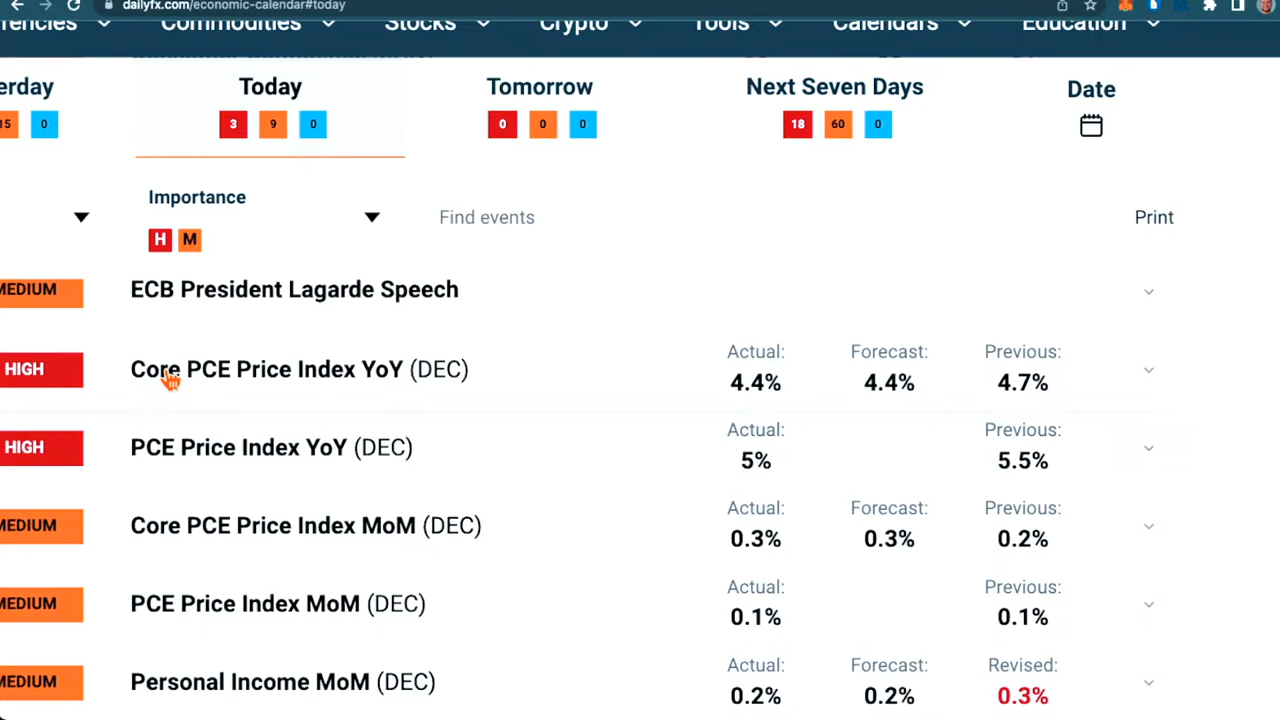 dailyfx.com/economic-calendar#today
rencies Commodities Stocks Crypto Tools Calendars Education
erday Today Tomorrow Next Seven Days Date
15 0 3 9 0 0 0 0 18 60 0
Importance
Find events Print
H M
MEDIUM ECB President Lagarde Speech
Actual: Forecast: Previous:
HIGH Core PCE Price Index YoY (DEC) 4.4% 4.4% 4.7%
Actual: Previous:
HIGH PCE Price Index YoY (DEC) 5% 5.5%
Actual: Forecast: Previous:
MEDIUM Core PCE Price Index MoM (DEC) 0.3% 0.3% 0.2%
Actual: Previous:
MEDIUM PCE Price Index MoM (DEC) 0.1% 0.1%
Actual: Forecast: Revised:
MEDIUM Personal Income MoM (DEC) 0.2% 0.2% 0.3%